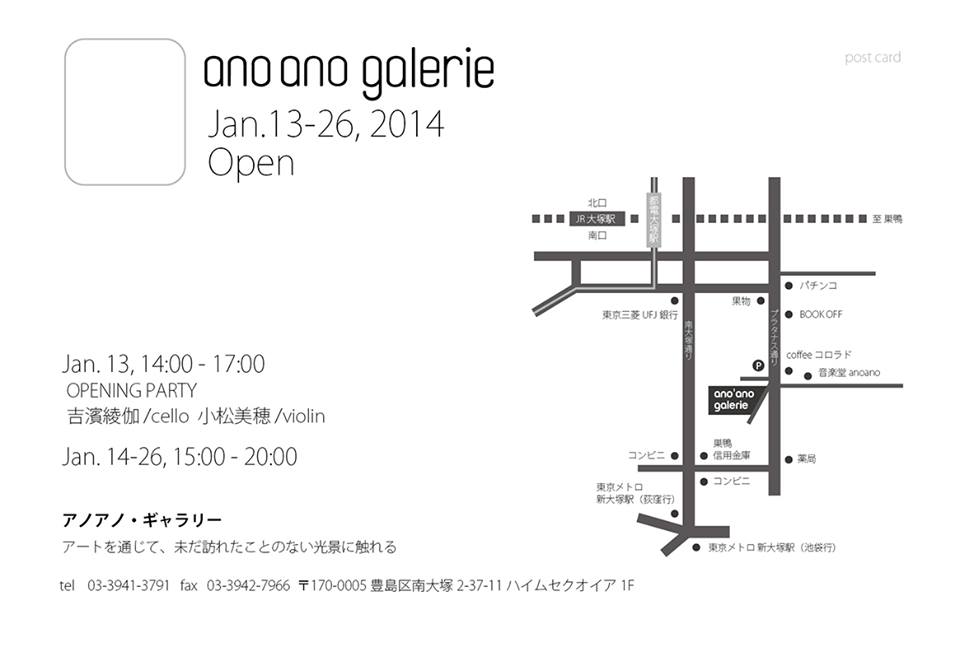 ano ano galerie
post card
Jan.13-26, 2014
Open
北口
JR 大塚駅
都電大塚駅
至 巣鴨
南口
パチンコ
果物
東京三菱 UFJ 銀行
BOOK OFF
プラタナス通り
南大塚通り
coffee コロラド
P
音楽堂 anoano
ano'ano
galerie
Jan. 13, 14:00 - 17:00
OPENING PARTY
吉濱綾伽 /cello 小松美穂 /violin
Jan. 14-26, 15:00 - 20:00
巣鴨
信用金庫
コンビニ
薬局
コンビニ
東京メトロ
新大塚駅（荻窪行）
東京メトロ 新大塚駅（池袋行）
アノアノ・ギャラリー
アートを通じて、未だ訪れたことのない光景に触れる
tel 03-3941-3791 fax 03-3942-7966 〒170-0005 豊島区南大塚 2-37-11 ハイムセクオイア 1F